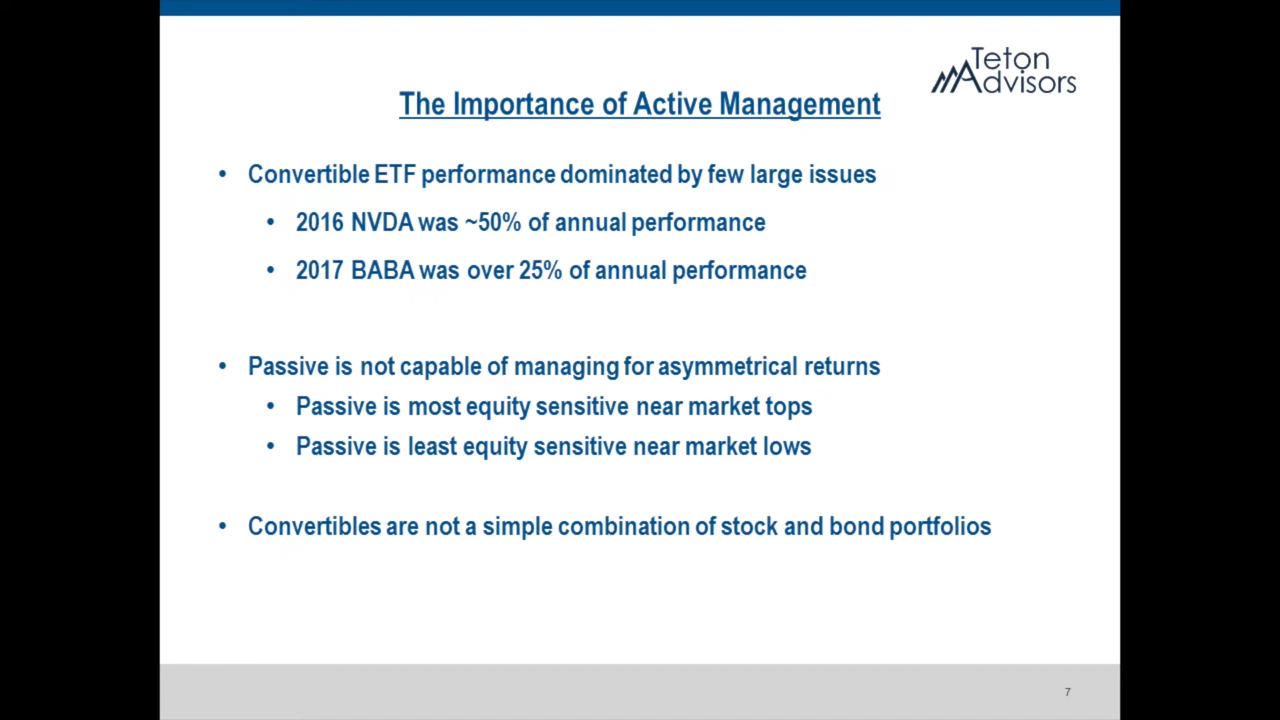 Teton
Advisors
The Importance of Active Management
• Convertible ETF performance dominated by few large issues
• 2016 NVDA was ~50% of annual performance
• 2017 BABA was over 25% of annual performance
• Passive is not capable of managing for asymmetrical returns
• Passive is most equity sensitive near market tops
• Passive is least equity sensitive near market lows
• Convertibles are not a simple combination of stock and bond portfolios
7